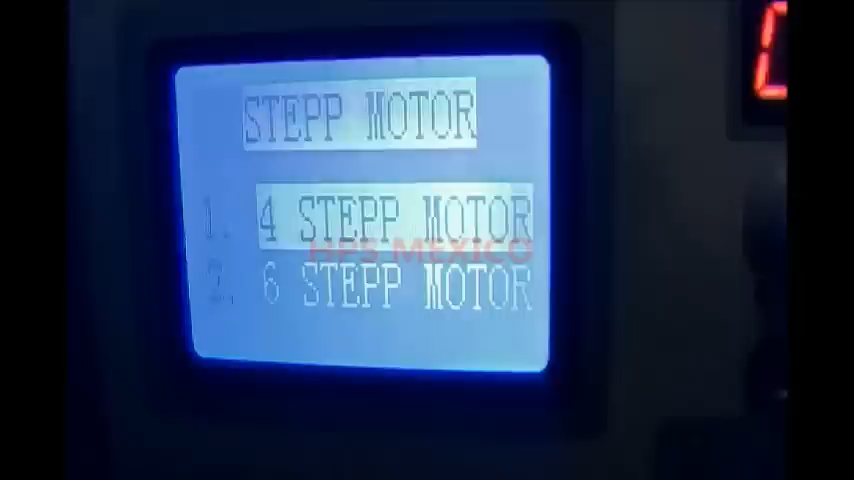 STEPP MOTOR
1. 4 STEPP MOTOR
HPS MEXICO
2. 6 STEPP MOTOR